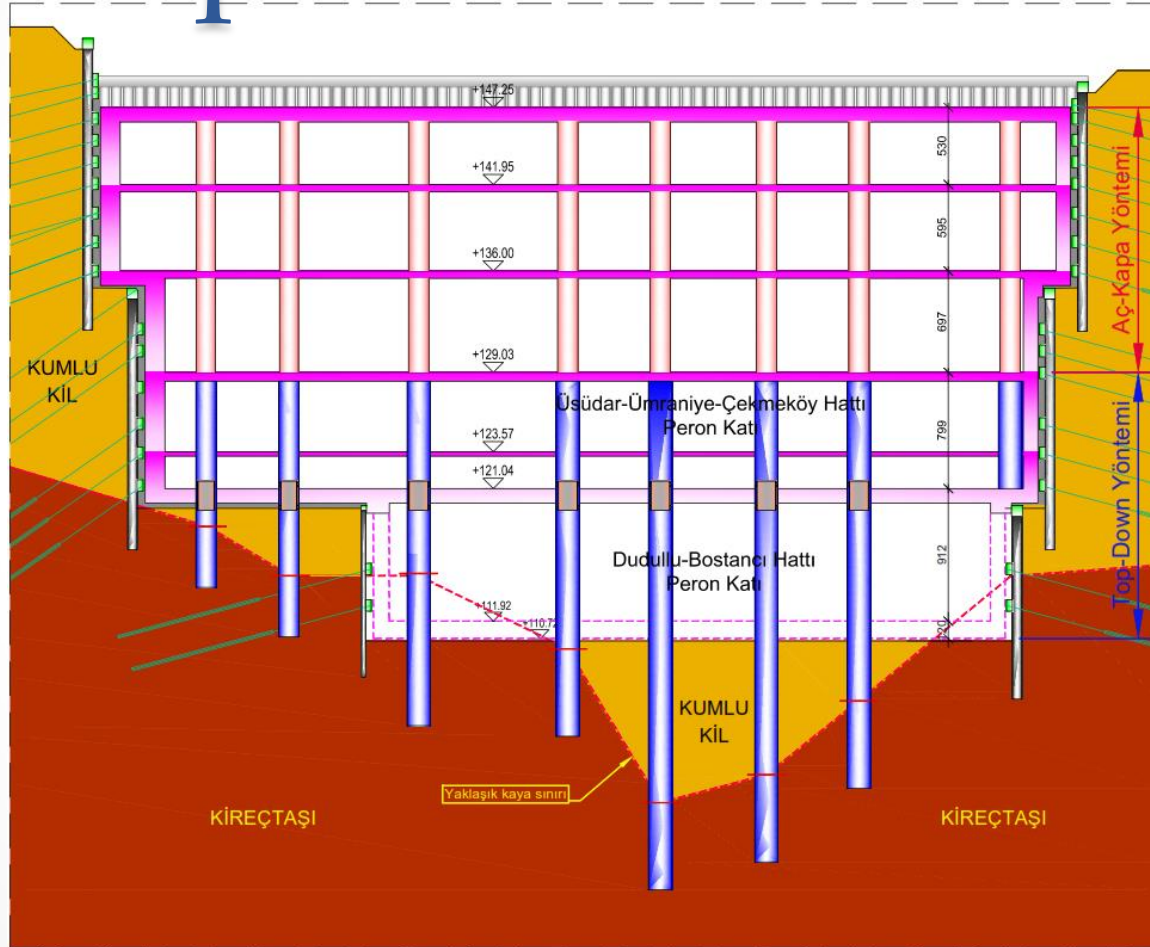 +147.25
530
+141.95
595
+136.00
697
Aç-Kapa Yöntemi
+129.03
KUMLU
KİL
Üsüdar-Ümraniye-Çekmeköy Hattı
Peron Katı
799
+123.57
+121.04
Top-Down Yöntemi
Dudullu-Bostancı Hattı
Peron Katı
912
+111.92
+110.72
120
KUMLU
KİL
Yaklaşık kaya sınırı
KİREÇTAŞI
KİREÇTAŞI